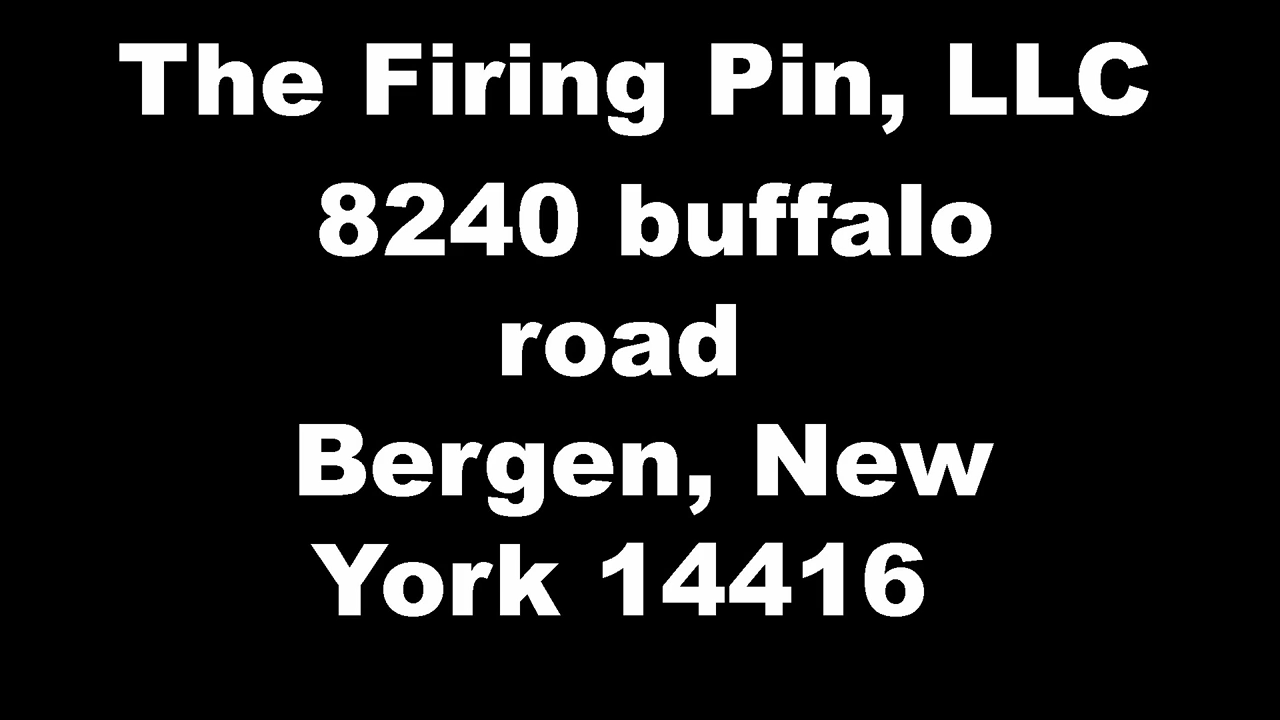 The Firing Pin, LLC
8240 buffalo
road
Bergen, New
York 14416